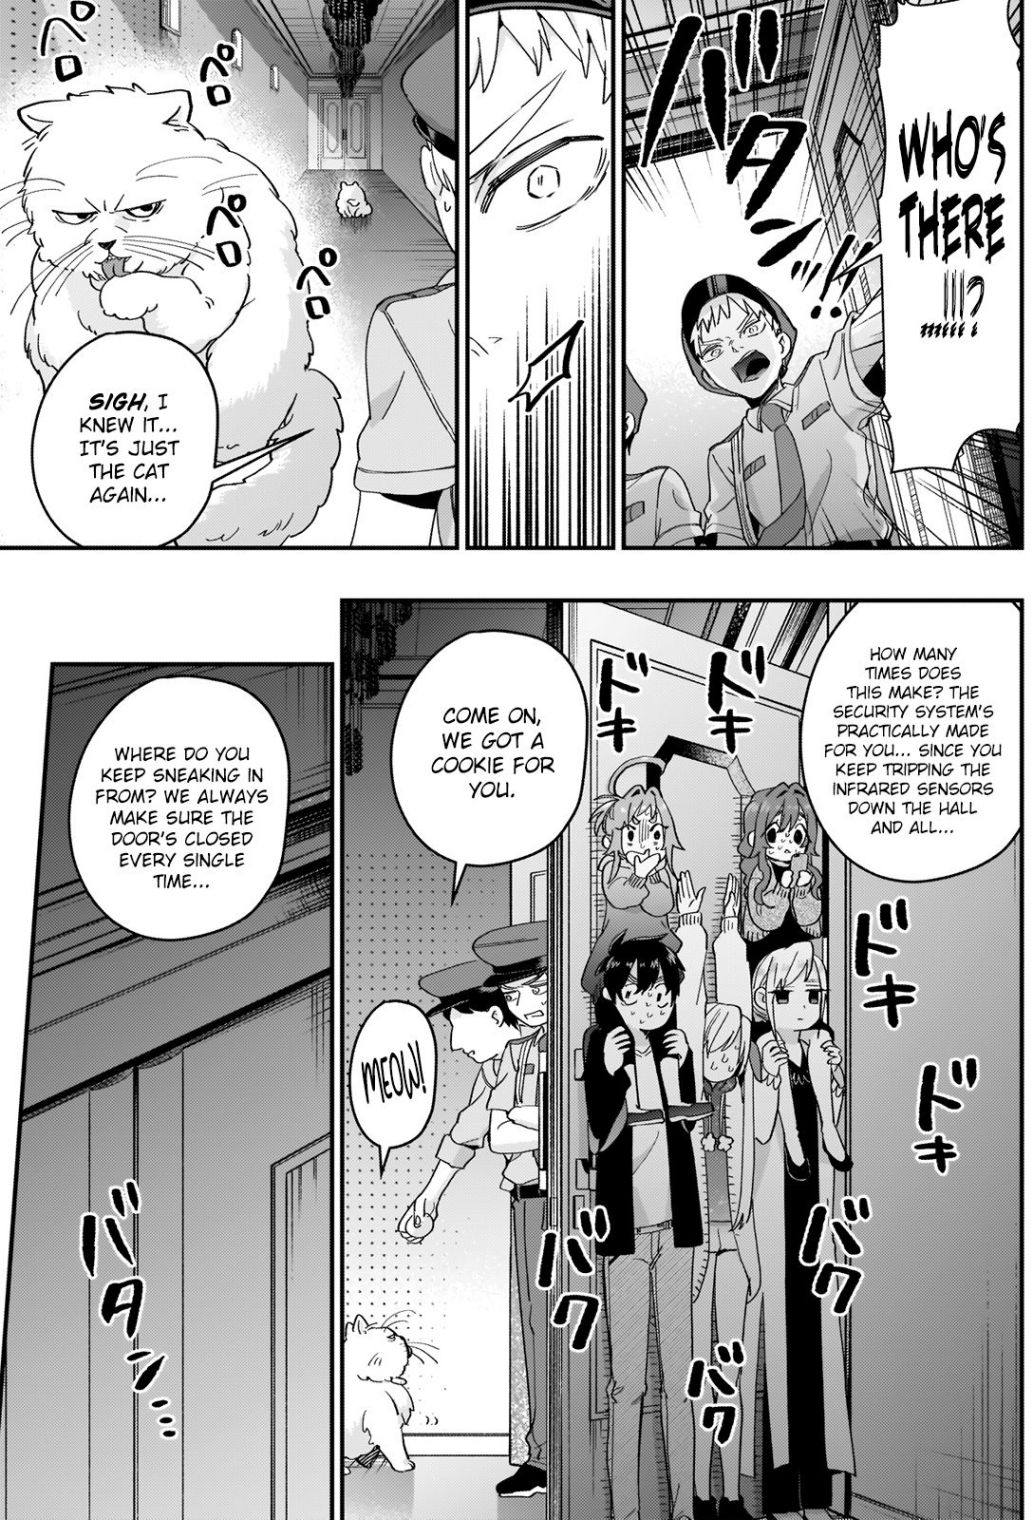 WHO'S
THERE
!!!?
バタンッ!!
SIGH, I
KNEW IT...
IT'S JUST
THE CAT
AGAIN...
ペロ
ペロ
ペロ
ペロ
HOW MANY
TIMES DOES
THIS MAKE? THE
SECURITY SYSTEM'S
PRACTICALLY MADE
FOR YOU... SINCE YOU
KEEP TRIPPING THE
INFRARED SENSORS
DOWN THE HALL
AND ALL...
ドキ
ドキ
ドキ
ドキ
バク
バク
バク
COME ON,
WE GOT A
COOKIE FOR
YOU.
MEOW!
WHERE DO YOU
KEEP SNEAKING IN
FROM? WE ALWAYS
MAKE SURE THE
DOOR'S CLOSED
EVERY SINGLE
TIME...
バタン…